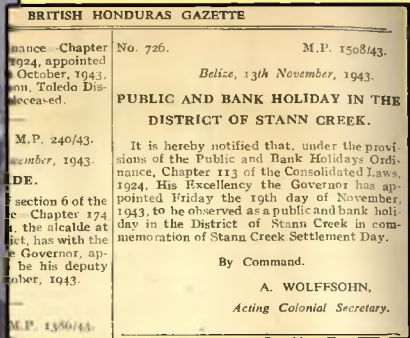 BRITISH HONDURAS GAZETTE
nance Chapter
1924, appointed
October, 1943,
on, Toledo Dis-
deceased.
M.P. 240/43.
vember, 1943.
DE.
section 6 of the
Chapter 174
, the alcalde at
ict, has with the
e Governor, ap-
be his deputy
ober, 1943.
M.P. 1380/43.
No. 726. M.P. 1508/43.
Belize, 13th November, 1943.
PUBLIC AND BANK HOLIDAY IN THE
DISTRICT OF STANN CREEK.
It is hereby notified that, under the provi-
sions of the Public and Bank Holidays Ordi-
nance, Chapter 113 of the Consolidated Laws,
1924, His Excellency the Governor has ap-
pointed Friday the 19th day of November,
1943, to be observed as a public and bank holi-
day in the District of Stann Creek in com-
memoration of Stann Creek Settlement Day.
By Command.
A. WOLFFSOHN,
Acting Colonial Secretary.